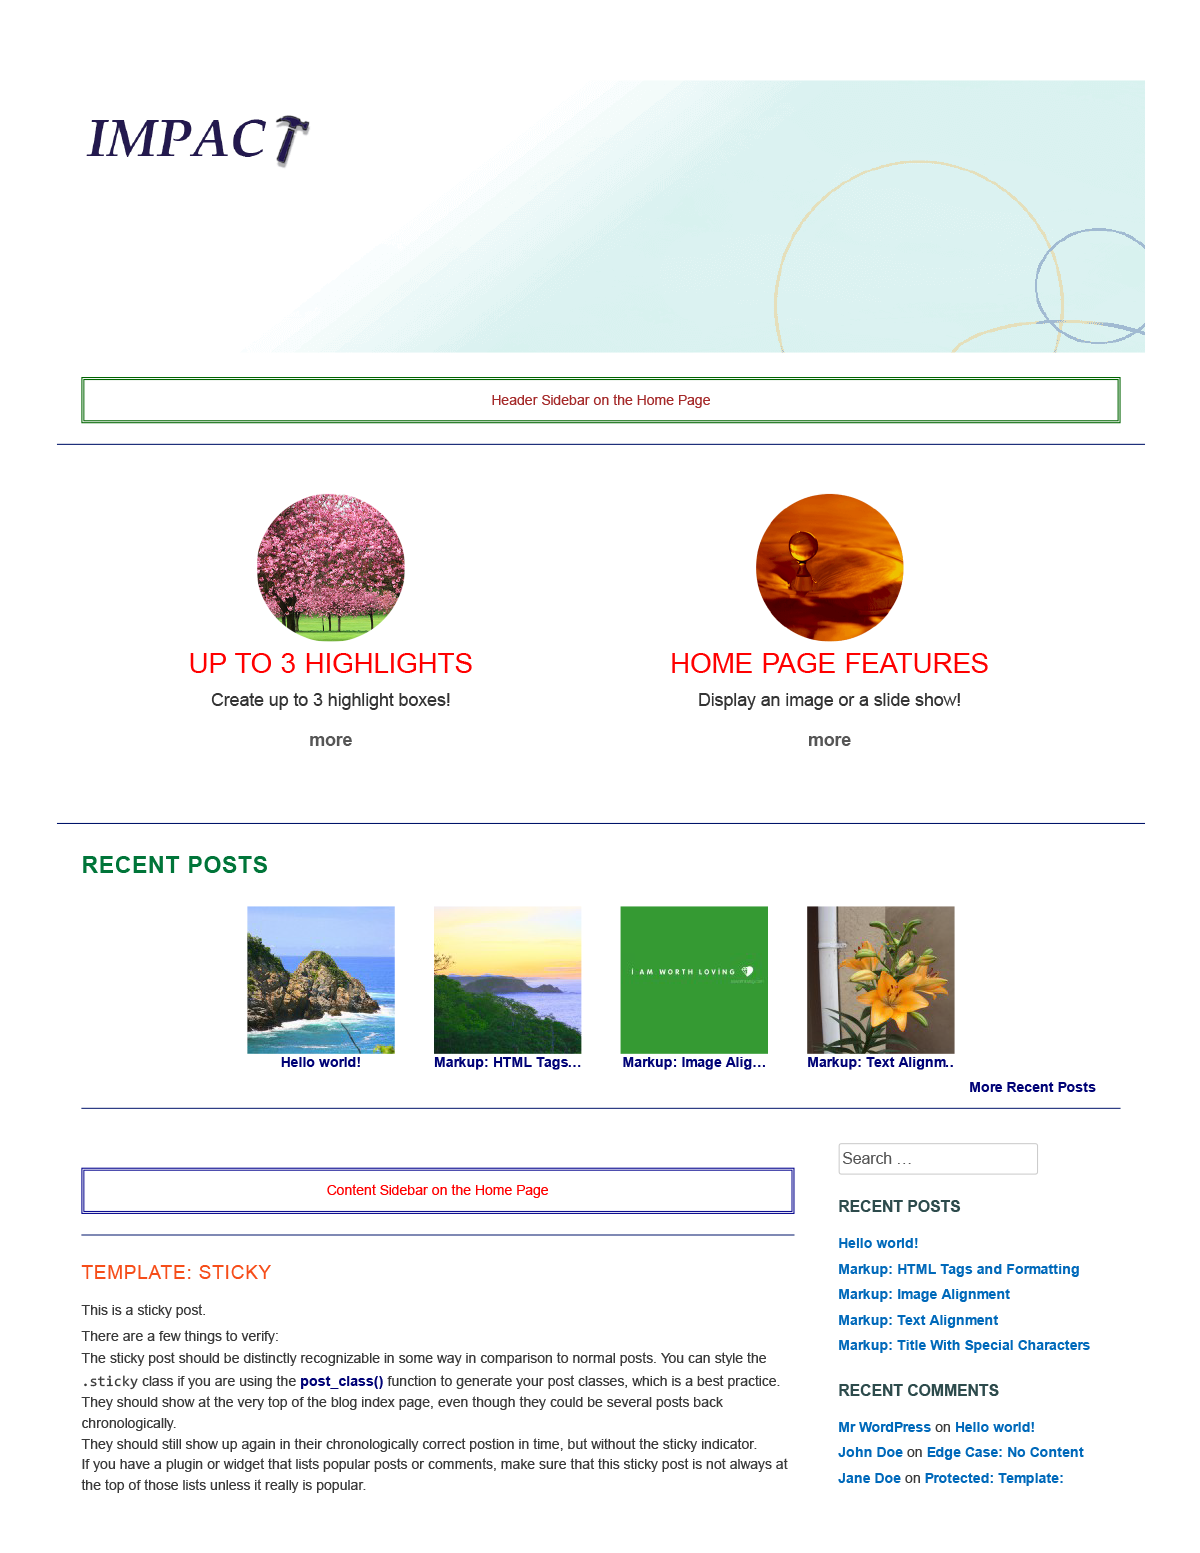 IMPACT
Header Sidebar on the Home Page
UP TO 3 HIGHLIGHTS
Create up to 3 highlight boxes!
more
HOME PAGE FEATURES
Display an image or a slide show!
more
RECENT POSTS
I AM WORTH LOVING
Hello world!
Markup: HTML Tags...
Markup: Image Alig...
Markup: Text Alignm..
More Recent Posts
Content Sidebar on the Home Page
TEMPLATE: STICKY
This is a sticky post.
There are a few things to verify:
The sticky post should be distinctly recognizable in some way in comparison to normal posts. You can style the
.sticky class if you are using the post_class() function to generate your post classes, which is a best practice.
They should show at the very top of the blog index page, even though they could be several posts back
chronologically.
They should still show up again in their chronologically correct postion in time, but without the sticky indicator.
If you have a plugin or widget that lists popular posts or comments, make sure that this sticky post is not always at
the top of those lists unless it really is popular.
Search …
RECENT POSTS
Hello world!
Markup: HTML Tags and Formatting
Markup: Image Alignment
Markup: Text Alignment
Markup: Title With Special Characters
RECENT COMMENTS
Mr WordPress on Hello world!
John Doe on Edge Case: No Content
Jane Doe on Protected: Template: